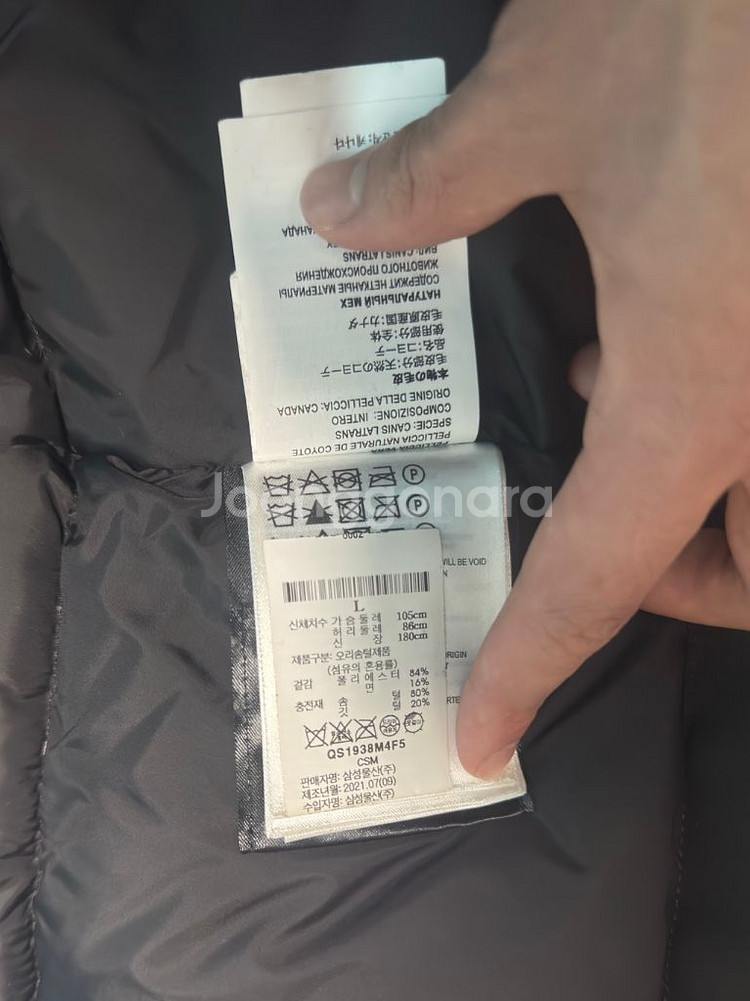 캐나다
CANADA
ВИД: CANIS LATRANS
ЖИВОТНОГО ПРОИСХОЖДЕНИЯ
СОДЕРЖИТ НЕТКАНЫЕ МАТЕРИАЛЫ
НАТУРАЛЬНЫЙ МЕХ
毛皮原産国:カナダ
使用部分:全体
品名:コヨーテ
毛皮部分:天然のコヨーテ
本物の毛皮
ORIGINE DELLA PELLICCIA: CANADA
COMPOSIZIONE: INTERO
SPECIE: CANIS LATRANS
PELLICCIA NATURALE DE COYOTE
PELLICCIA VERA
P
P
Joonggonara
WILL BE VOID
ORIGIN
L
신체치수 가슴둘레 105cm
허리둘레 86cm
신장 180cm
제품구분: 오리솜털제품
(섬유의 혼용률)
겉감 폴리에스터 84%
면 16%
충전재 솜털 80%
깃털 20%
QS1938M4F5
CSM
판매자명: 삼성물산(주)
제조년월: 2021.07(09)
수입자명: 삼성물산(주)